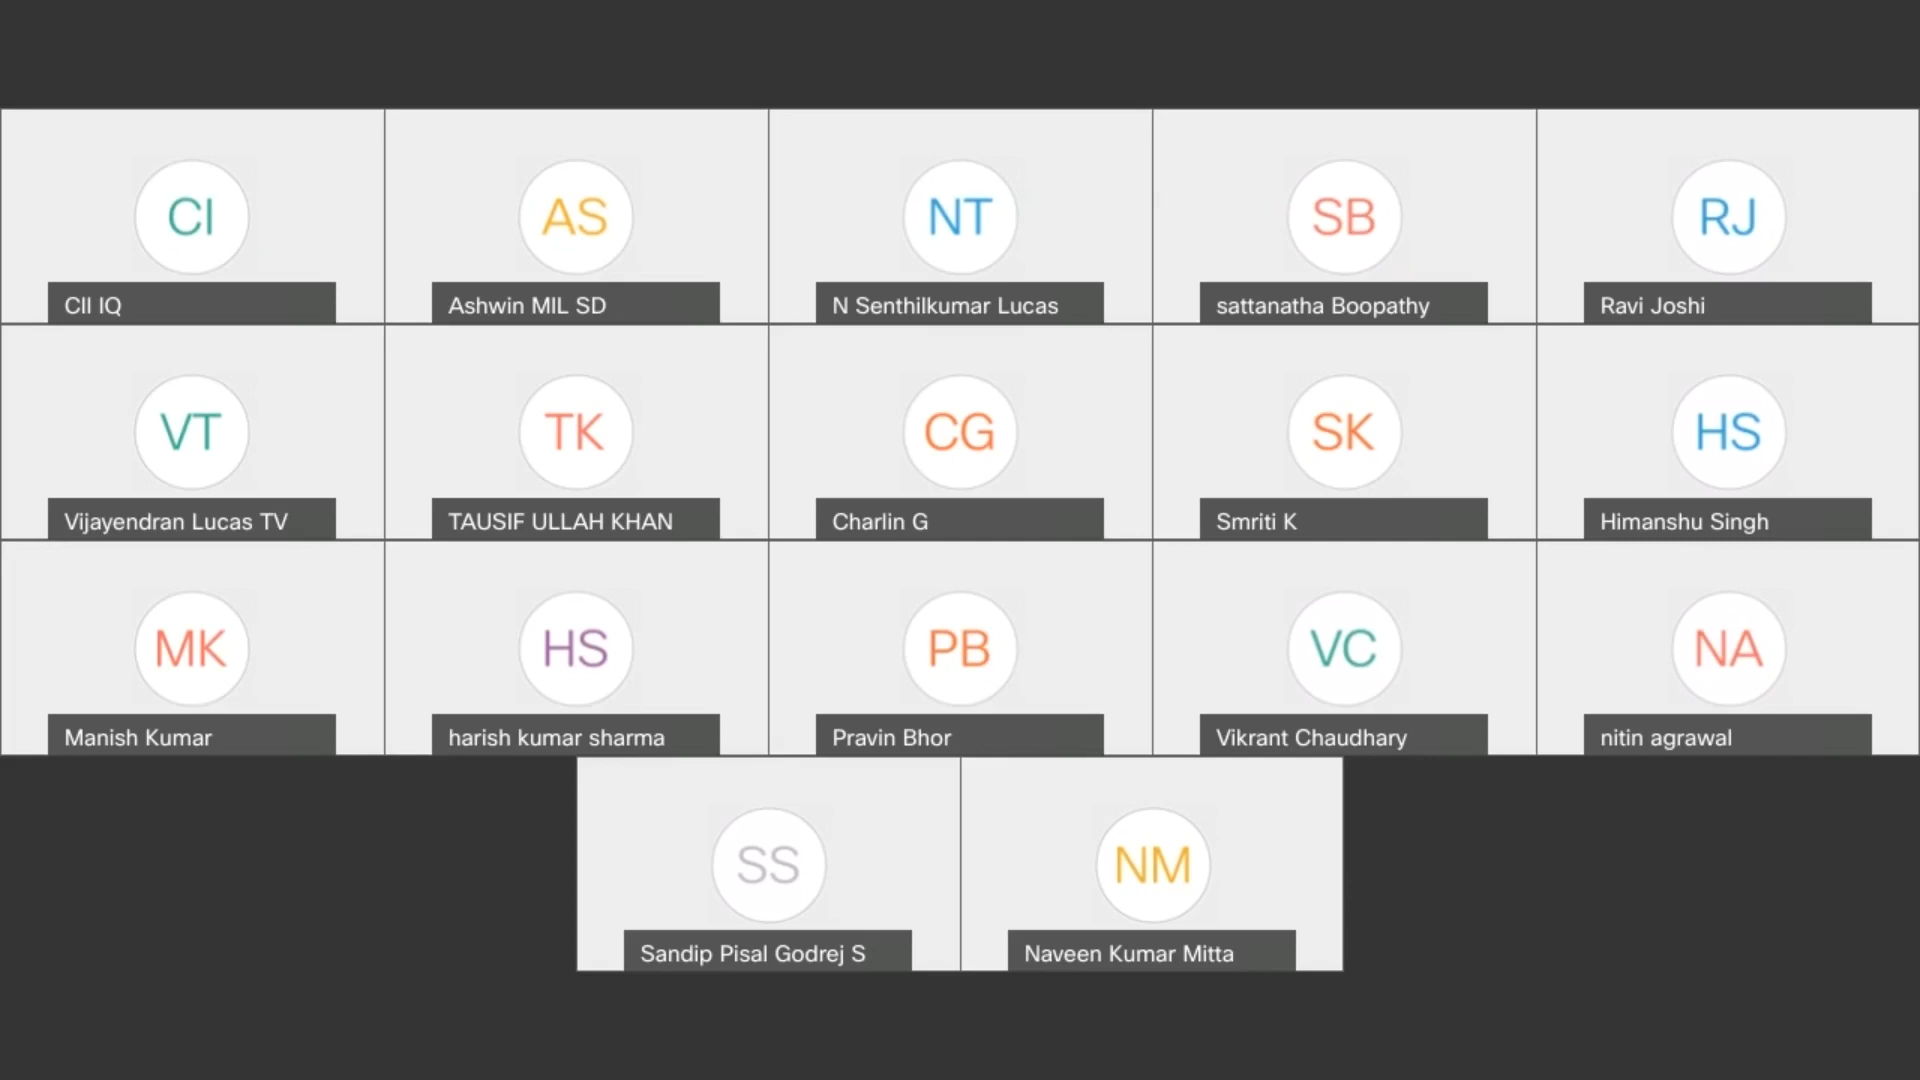 CI
CII IQ
AS
Ashwin MIL SD
NT
N Senthilkumar Lucas
SB
sattanatha Boopathy
RJ
Ravi Joshi
VT
Vijayendran Lucas TV
TK
TAUSIF ULLAH KHAN
CG
Charlin G
SK
Smriti K
HS
Himanshu Singh
MK
Manish Kumar
HS
harish kumar sharma
PB
Pravin Bhor
VC
Vikrant Chaudhary
NA
nitin agrawal
SS
Sandip Pisal Godrej S
NM
Naveen Kumar Mitta